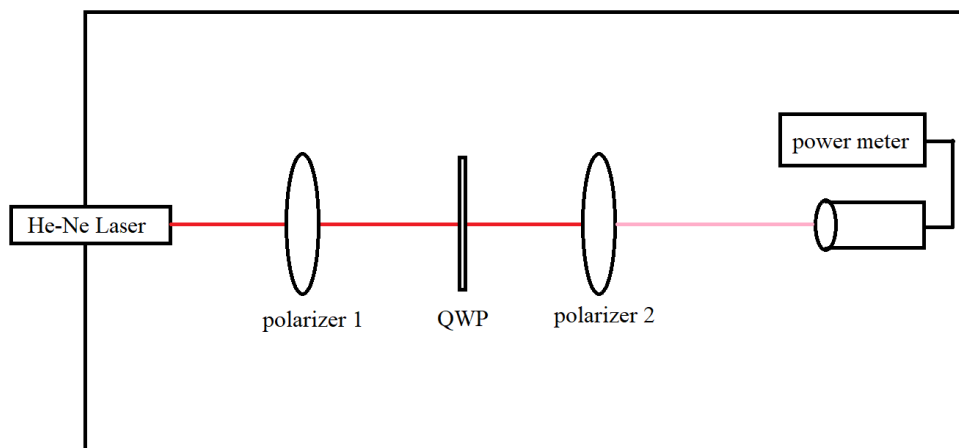 power meter
He-Ne Laser
polarizer 1
QWP
polarizer 2